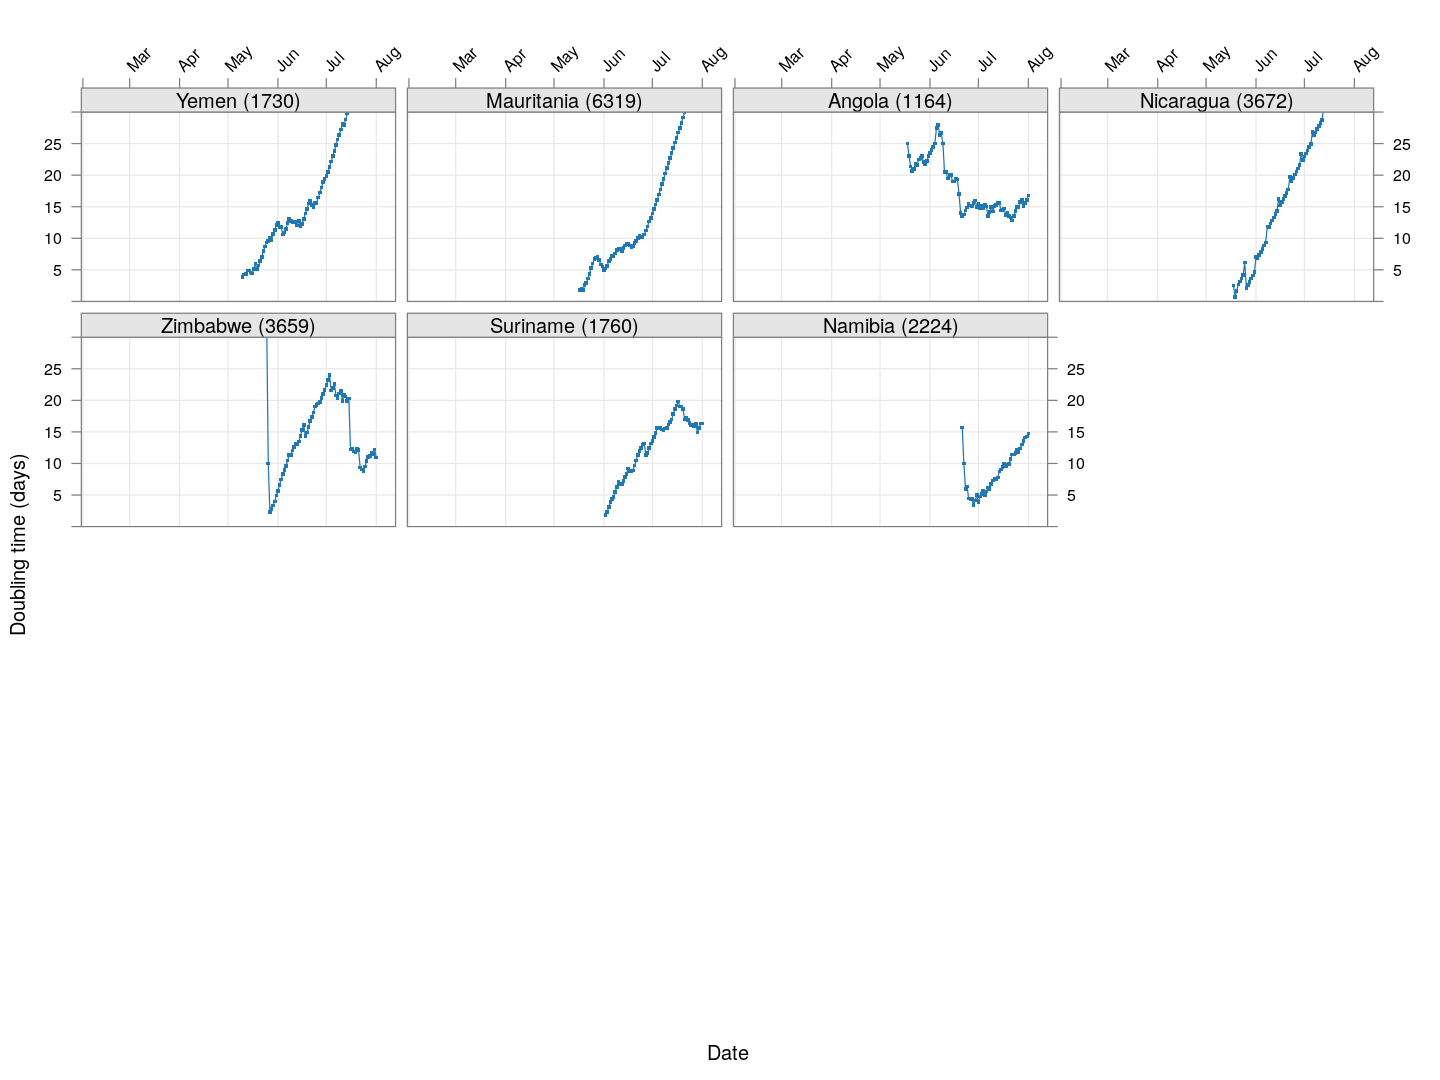 Mar Apr May Jun Jul Aug Mar Apr May Jun Jul Aug Mar Apr May Jun Jul Aug Mar Apr May Jun Jul Aug
Yemen (1730) Mauritania (6319) Angola (1164) Nicaragua (3672)
25 25
20 20
15 15
10 10
5 5
Zimbabwe (3659) Suriname (1760) Namibia (2224)
25 25
20 20
15 15
10 10
5 5
Doubling time (days)
Date